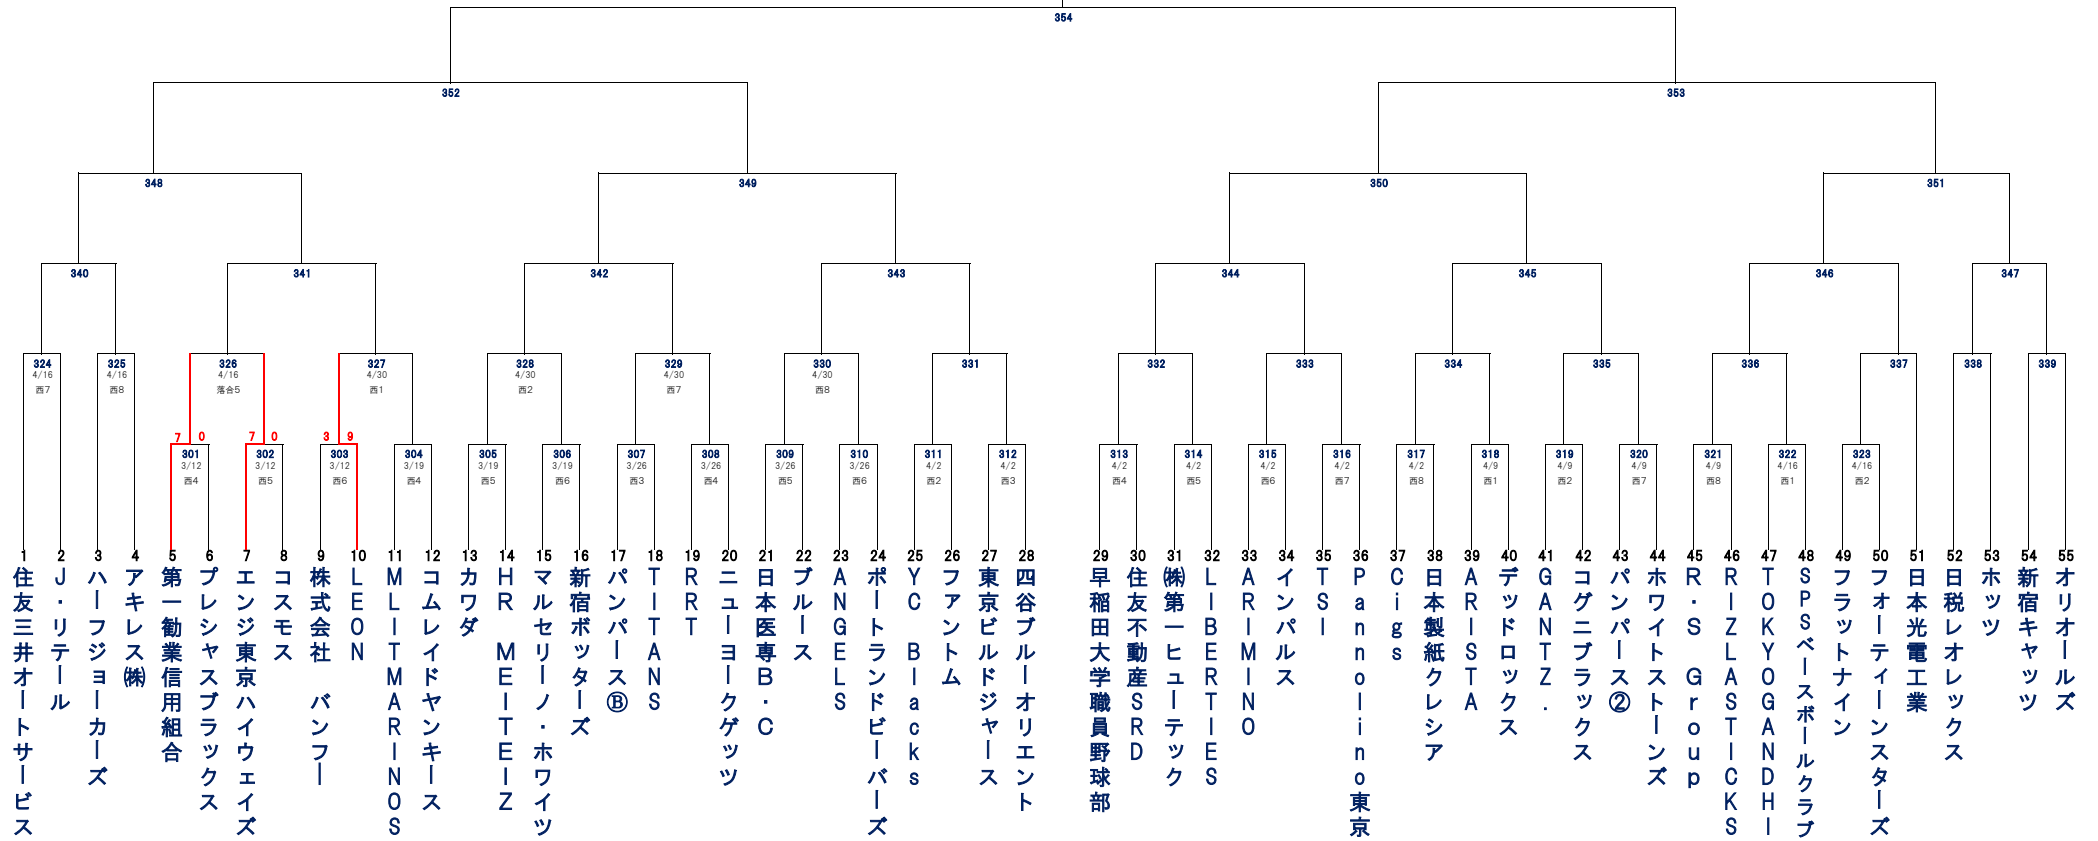 354
352
353
348
349
350
351
340
341
342
343
344
345
346
347
324
4/16
西7
325
4/16
西8
326
4/16
落合5
327
4/30
西1
328
4/30
西2
329
4/30
西7
330
4/30
西8
331
332
333
334
335
336
337
338
339
7 0
301
3/12
西4
7 0
302
3/12
西5
3 9
303
3/12
西6
304
3/19
西4
305
3/19
西5
306
3/19
西6
307
3/26
西3
308
3/26
西4
309
3/26
西5
310
3/26
西6
311
4/2
西2
312
4/2
西3
313
4/2
西4
314
4/2
西5
315
4/2
西6
316
4/2
西7
317
4/2
西8
318
4/9
西1
319
4/9
西2
320
4/9
西7
321
4/9
西8
322
4/16
西1
323
4/16
西2
1 住友三井オートサービス
2 J・リテール
3 ハーフジョーカーズ
4 アキレス㈱
5 第一勧業信用組合
6 プレシャスブラックス
7 エンジ東京ハイウェイズ
8 コスモス
9 株式会社 バンフー
10 LEON
11 MLITMARINOS
12 コムレイドヤンキース
13 カワダ
14 HR MEITEIZ
15 マルセリーノ・ホワイツ
16 新宿ボッターズ
17 パンパースⒷ
18 TITANS
19 RRT
20 ニューヨークゲッツ
21 日本医専B・C
22 ブルース
23 ANGELS
24 ポートランドビーバーズ
25 YC Blacks
26 ファントム
27 東京ビルドジャース
28 四谷ブルーオリエント
29 早稲田大学職員野球部
30 住友不動産SRD
31 ㈱第一ヒューテック
32 LIBERTIES
33 ARIMINO
34 インパルス
35 TSI
36 Pannolino東京
37 Cigs
38 日本製紙クレシア
39 ARISTA
40 デッドロックス
41 GANTZ.
42 コグニブラックス
43 パンパース②
44 ホワイトストーンズ
45 R・S Group
46 RIZLASTICKS
47 TOKYOGANDHI
48 SPSベースボールクラブ
49 フラットナイン
50 フォーティーンスターズ
51 日本光電工業
52 日税レオレックス
53 ホッツ
54 新宿キャッツ
55 オリオールズ